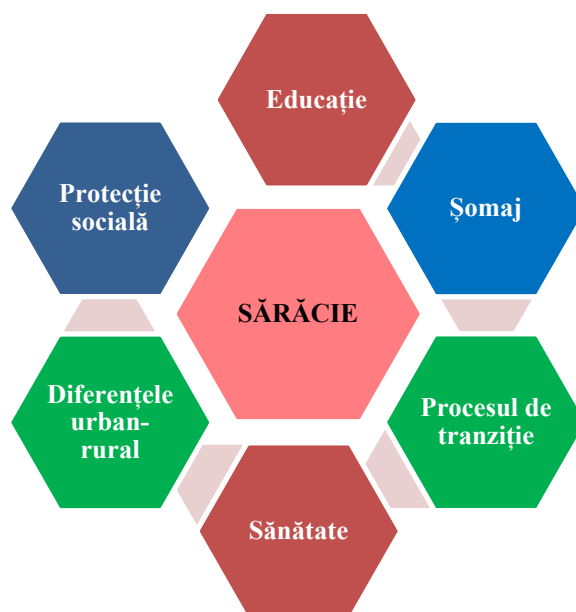 Educație
Protecție
socială
Șomaj
SĂRĂCIE
Diferențele
urban-
rural
Procesul de
tranziție
Sănătate